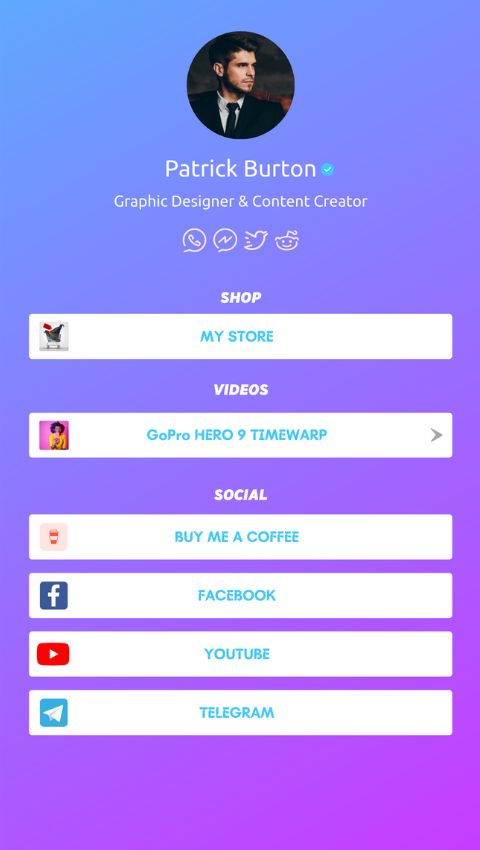 Patrick Burton
Graphic Designer & Content Creator
SHOP
MY STORE
VIDEOS
GoPro HERO 9 TIMEWARP
SOCIAL
BUY ME A COFFEE
FACEBOOK
YOUTUBE
TELEGRAM